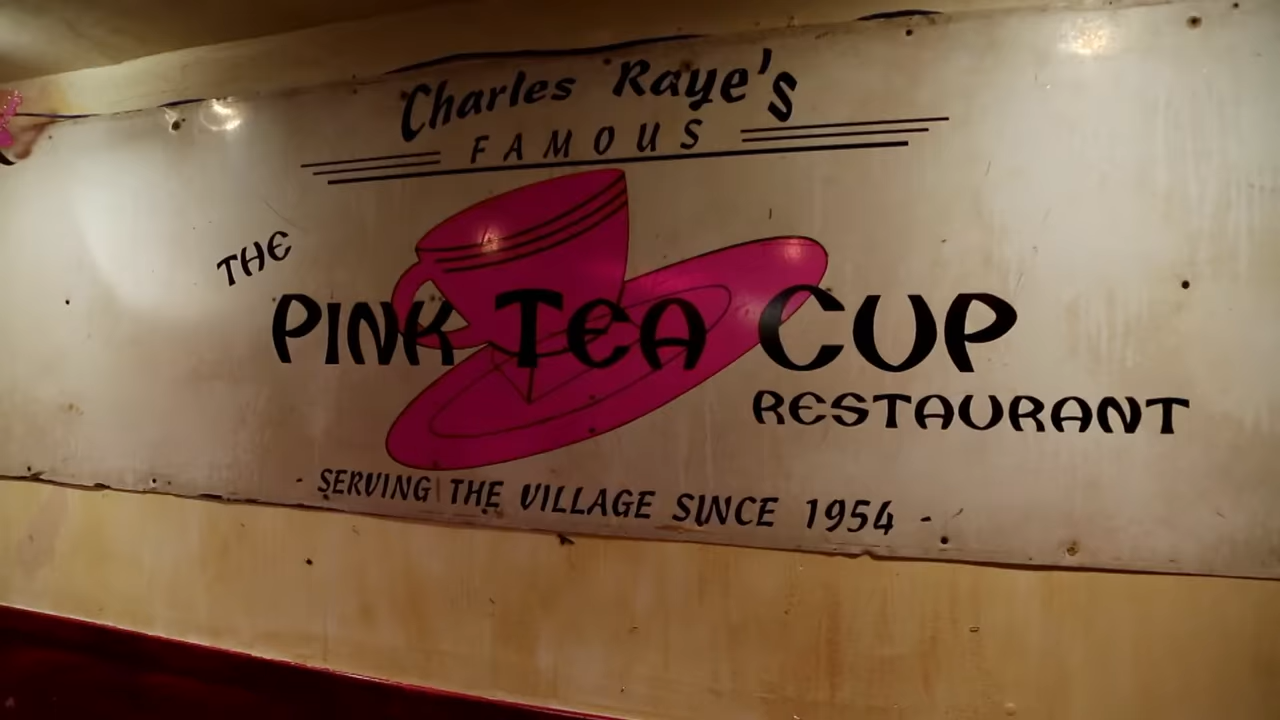 Charles Raye's
FAMOUS
THE
PINK TEA CUP
RESTAURANT
- SERVING THE VILLAGE SINCE 1954 -